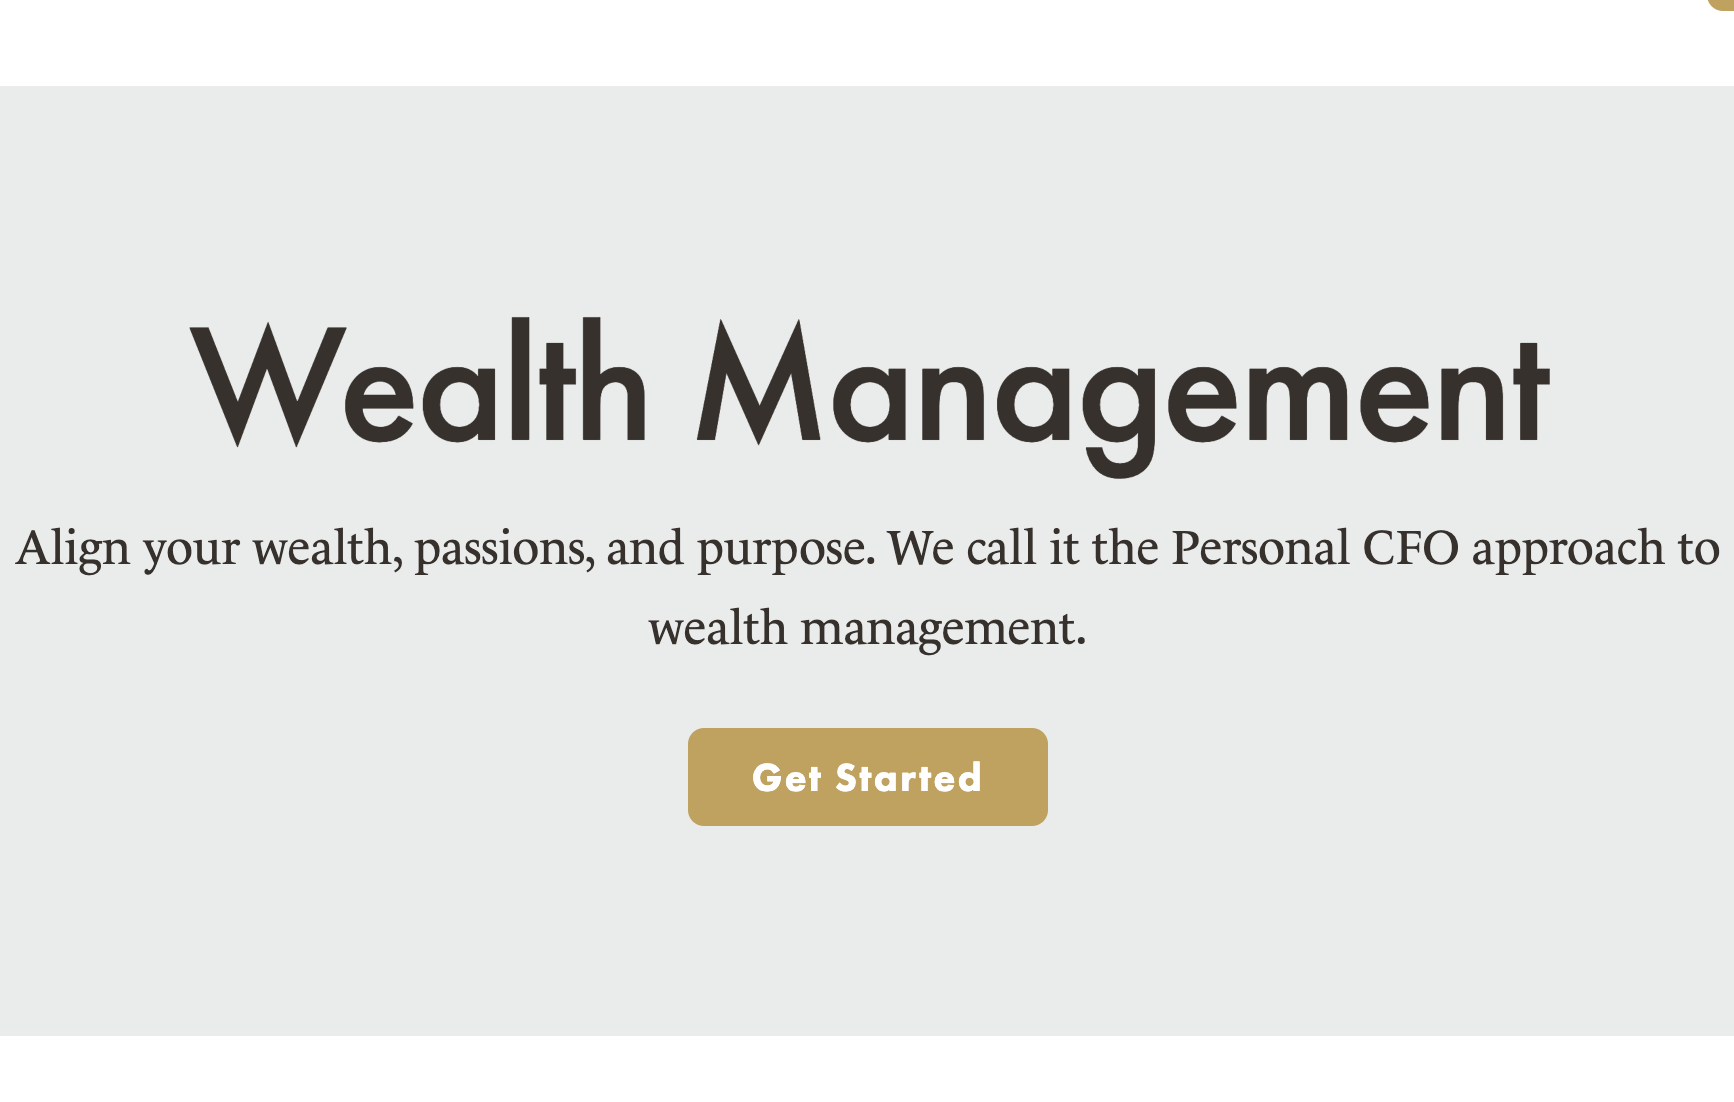 Wealth Management
Align your wealth, passions, and purpose. We call it the Personal CFO approach to
wealth management.
Get Started